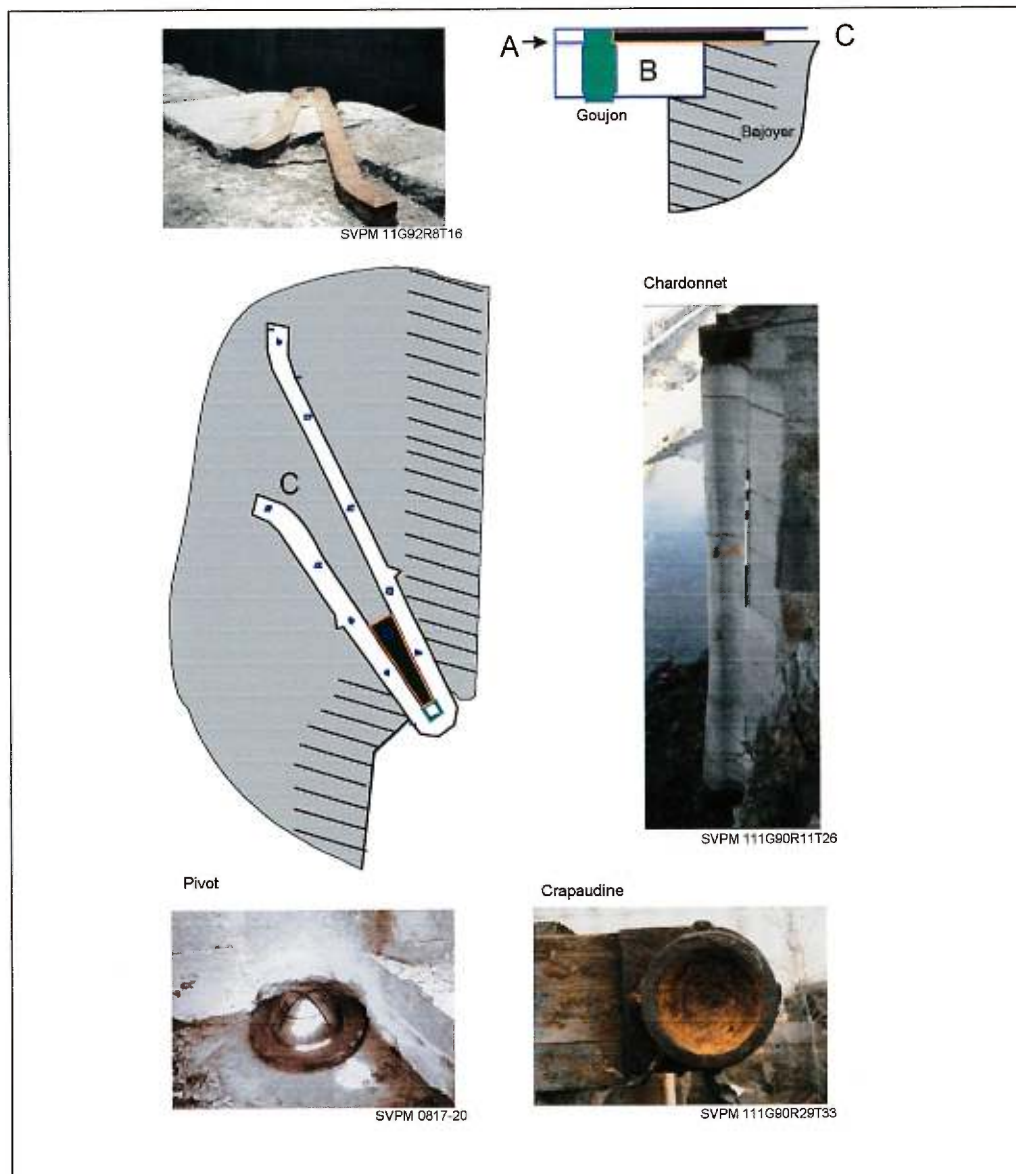 A
B
C
Goujon
Bajoyer
SVPM 11G92R8T16
Chardonnet
C
SVPM 111G90R11T26
Pivot
Crapaudine
SVPM 0817-20
SVPM 111G90R29T33